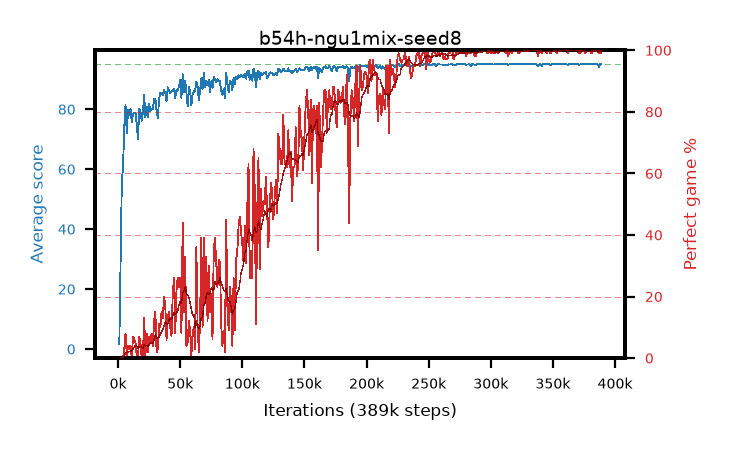 b54h-ngu1mix-seed8
100
80
80
60
60
40
40
20
20
0
0
Average score
Perfect game %
0k 50k 100k 150k 200k 250k 300k 350k 400k
Iterations (389k steps)